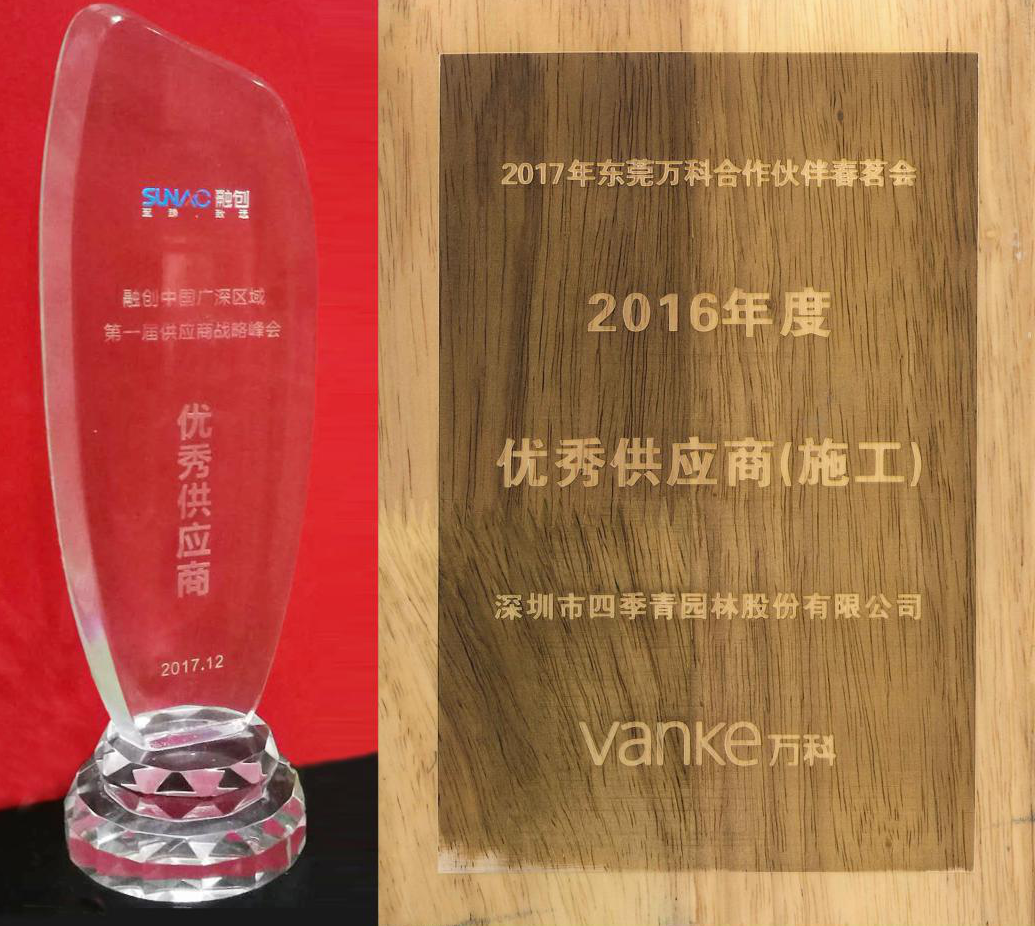 SUNAC 融创
至臻·致远
融创中国广深区域
第一届供应商战略峰会
优秀供应商
2017.12
2017年东莞万科合作伙伴春茗会
2016年度
优秀供应商(施工)
深圳市四季青园林股份有限公司
vanke 万科